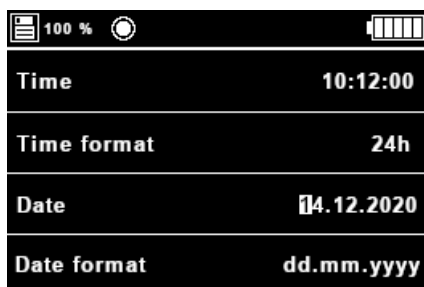 100 %
Time 10:12:00
Time format 24h
Date 14.12.2020
Date format dd.mm.yyyy